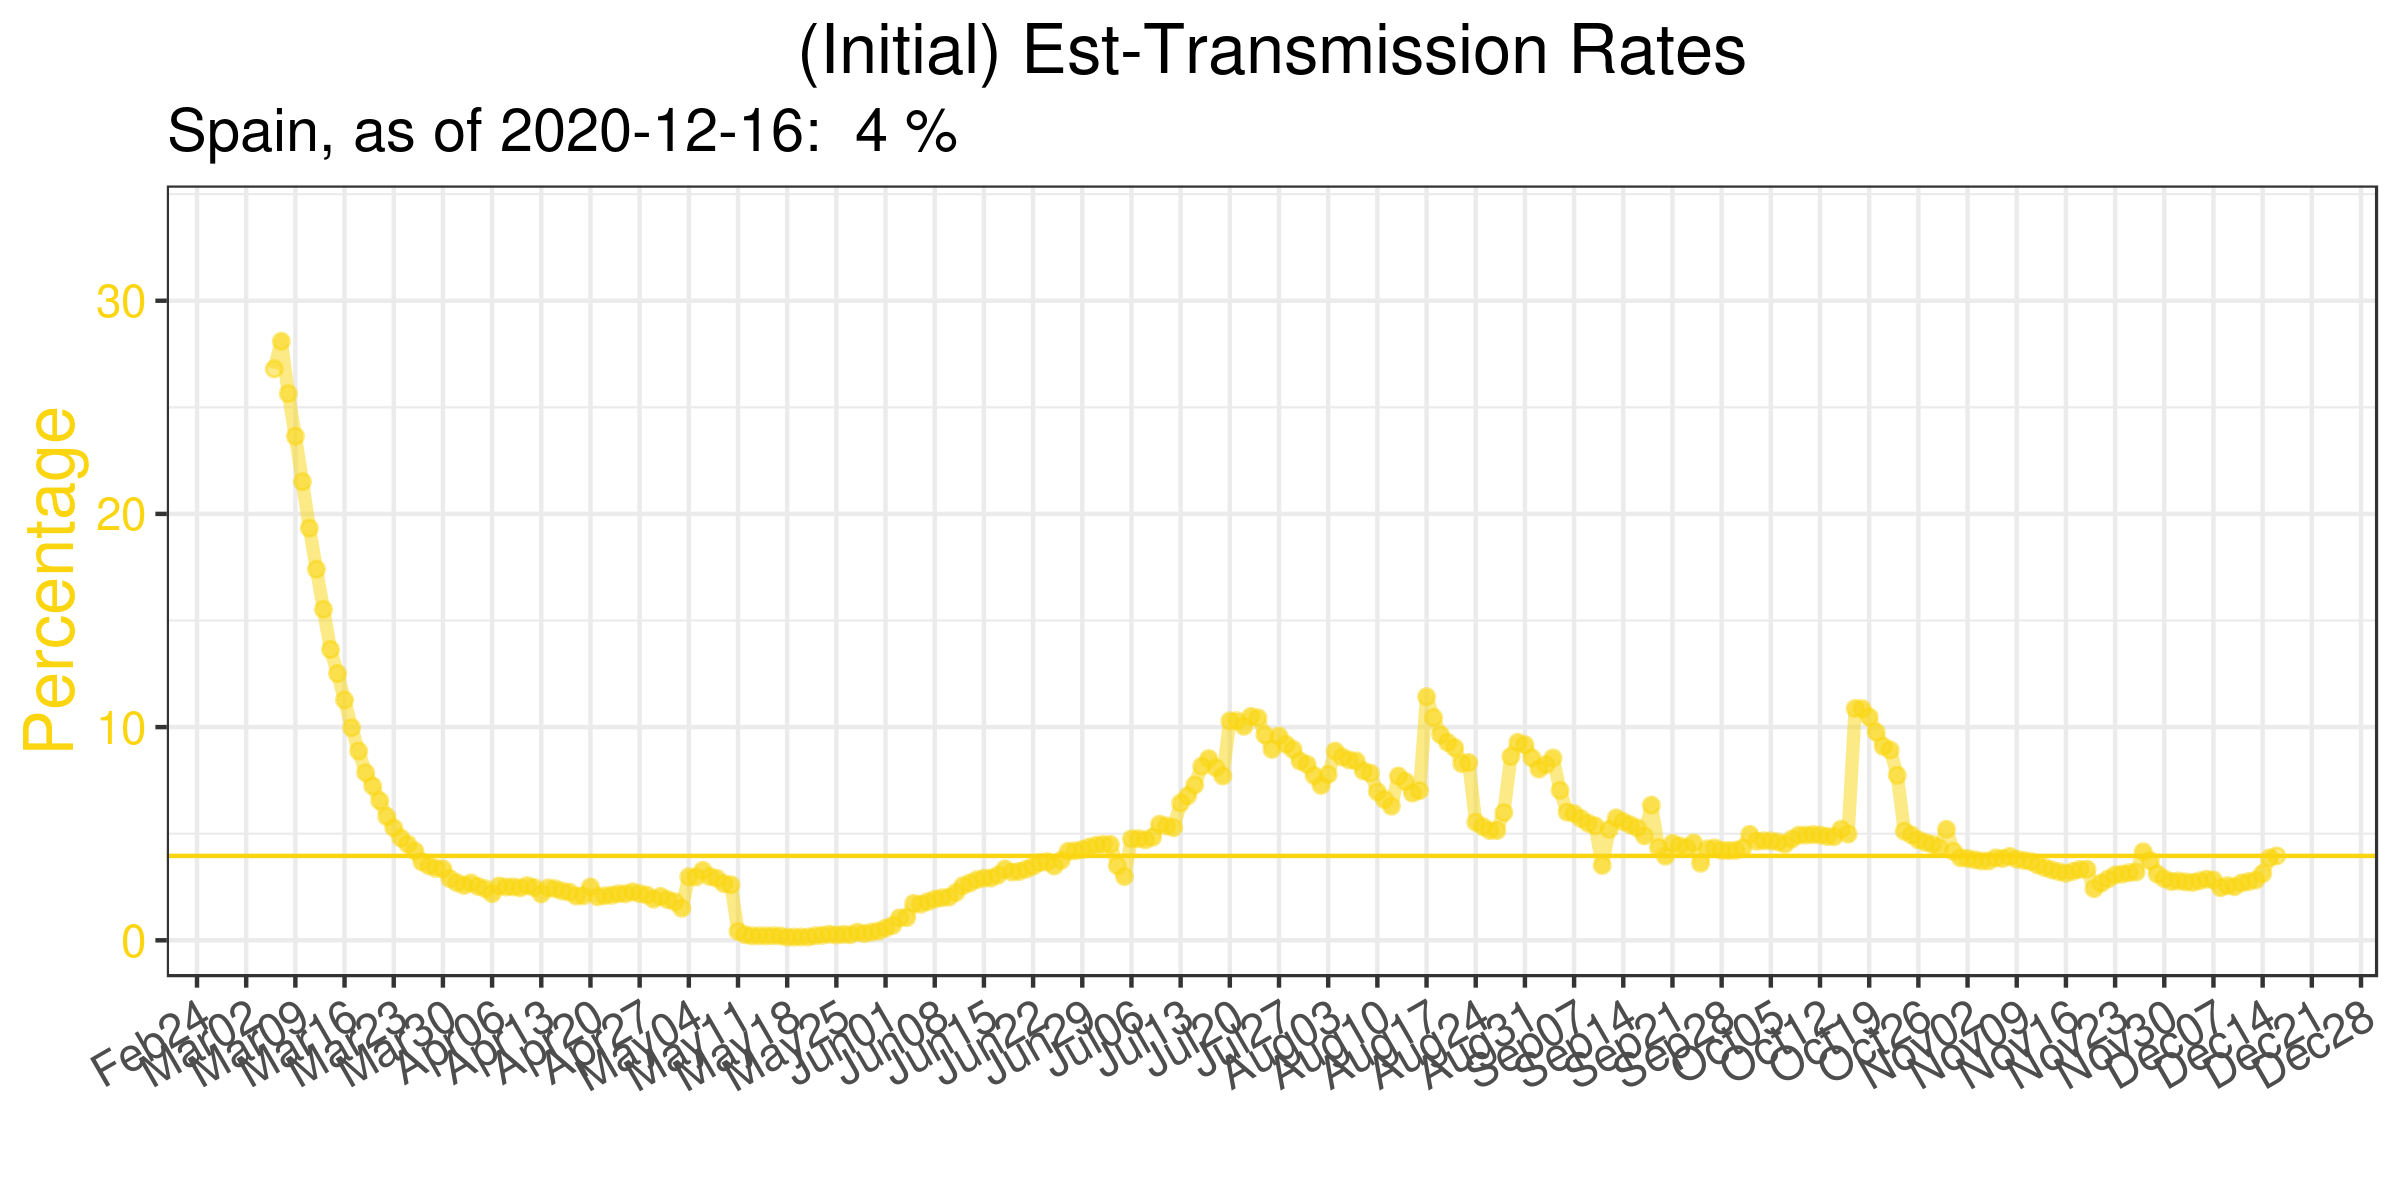 (Initial) Est-Transmission Rates
Spain, as of 2020-12-16:  4 %
Percentage
30
20
10
0
Feb24
Mar02
Mar09
Mar16
Mar23
Mar30
Apr06
Apr13
Apr20
Apr27
May04
May11
May18
May25
Jun01
Jun08
Jun15
Jun22
Jun29
Jul06
Jul13
Jul20
Jul27
Aug03
Aug10
Aug17
Aug24
Aug31
Sep07
Sep14
Sep21
Sep28
Oct05
Oct12
Oct19
Oct26
Nov02
Nov09
Nov16
Nov23
Nov30
Dec07
Dec14
Dec21
Dec28